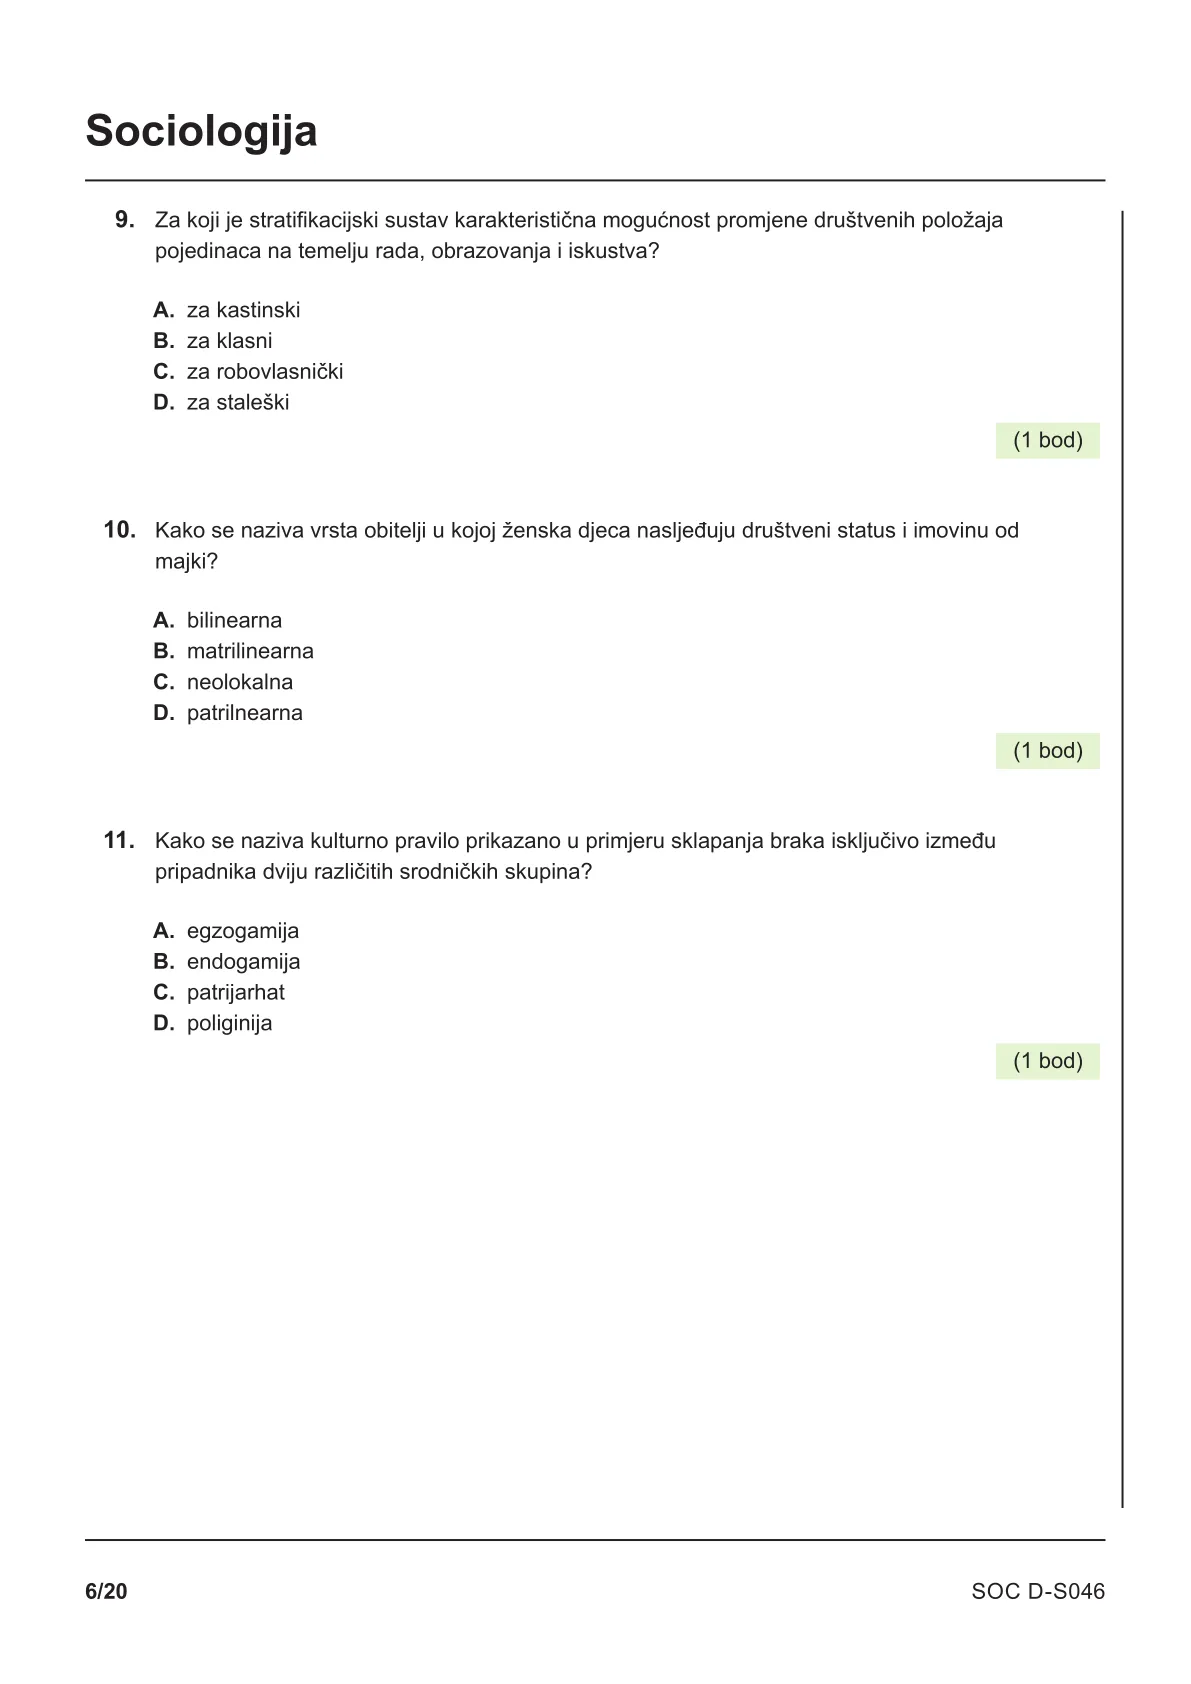 Sociologija
9. Za koji je stratifikacijski sustav karakteristična mogućnost promjene društvenih položaja
pojedinaca na temelju rada, obrazovanja i iskustva?
A. za kastinski
B. za klasni
C. za robovlasnički
D. za staleški
(1 bod)
10. Kako se naziva vrsta obitelji u kojoj ženska djeca nasljeđuju društveni status i imovinu od
majki?
A. bilinearna
B. matrilinearna
C. neolokalna
D. patrilnearna
(1 bod)
11. Kako se naziva kulturno pravilo prikazano u primjeru sklapanja braka isključivo između
pripadnika dviju različitih srodničkih skupina?
A. egzogamija
B. endogamija
C. patrijarhat
D. poliginija
(1 bod)
6/20
SOC D-S046